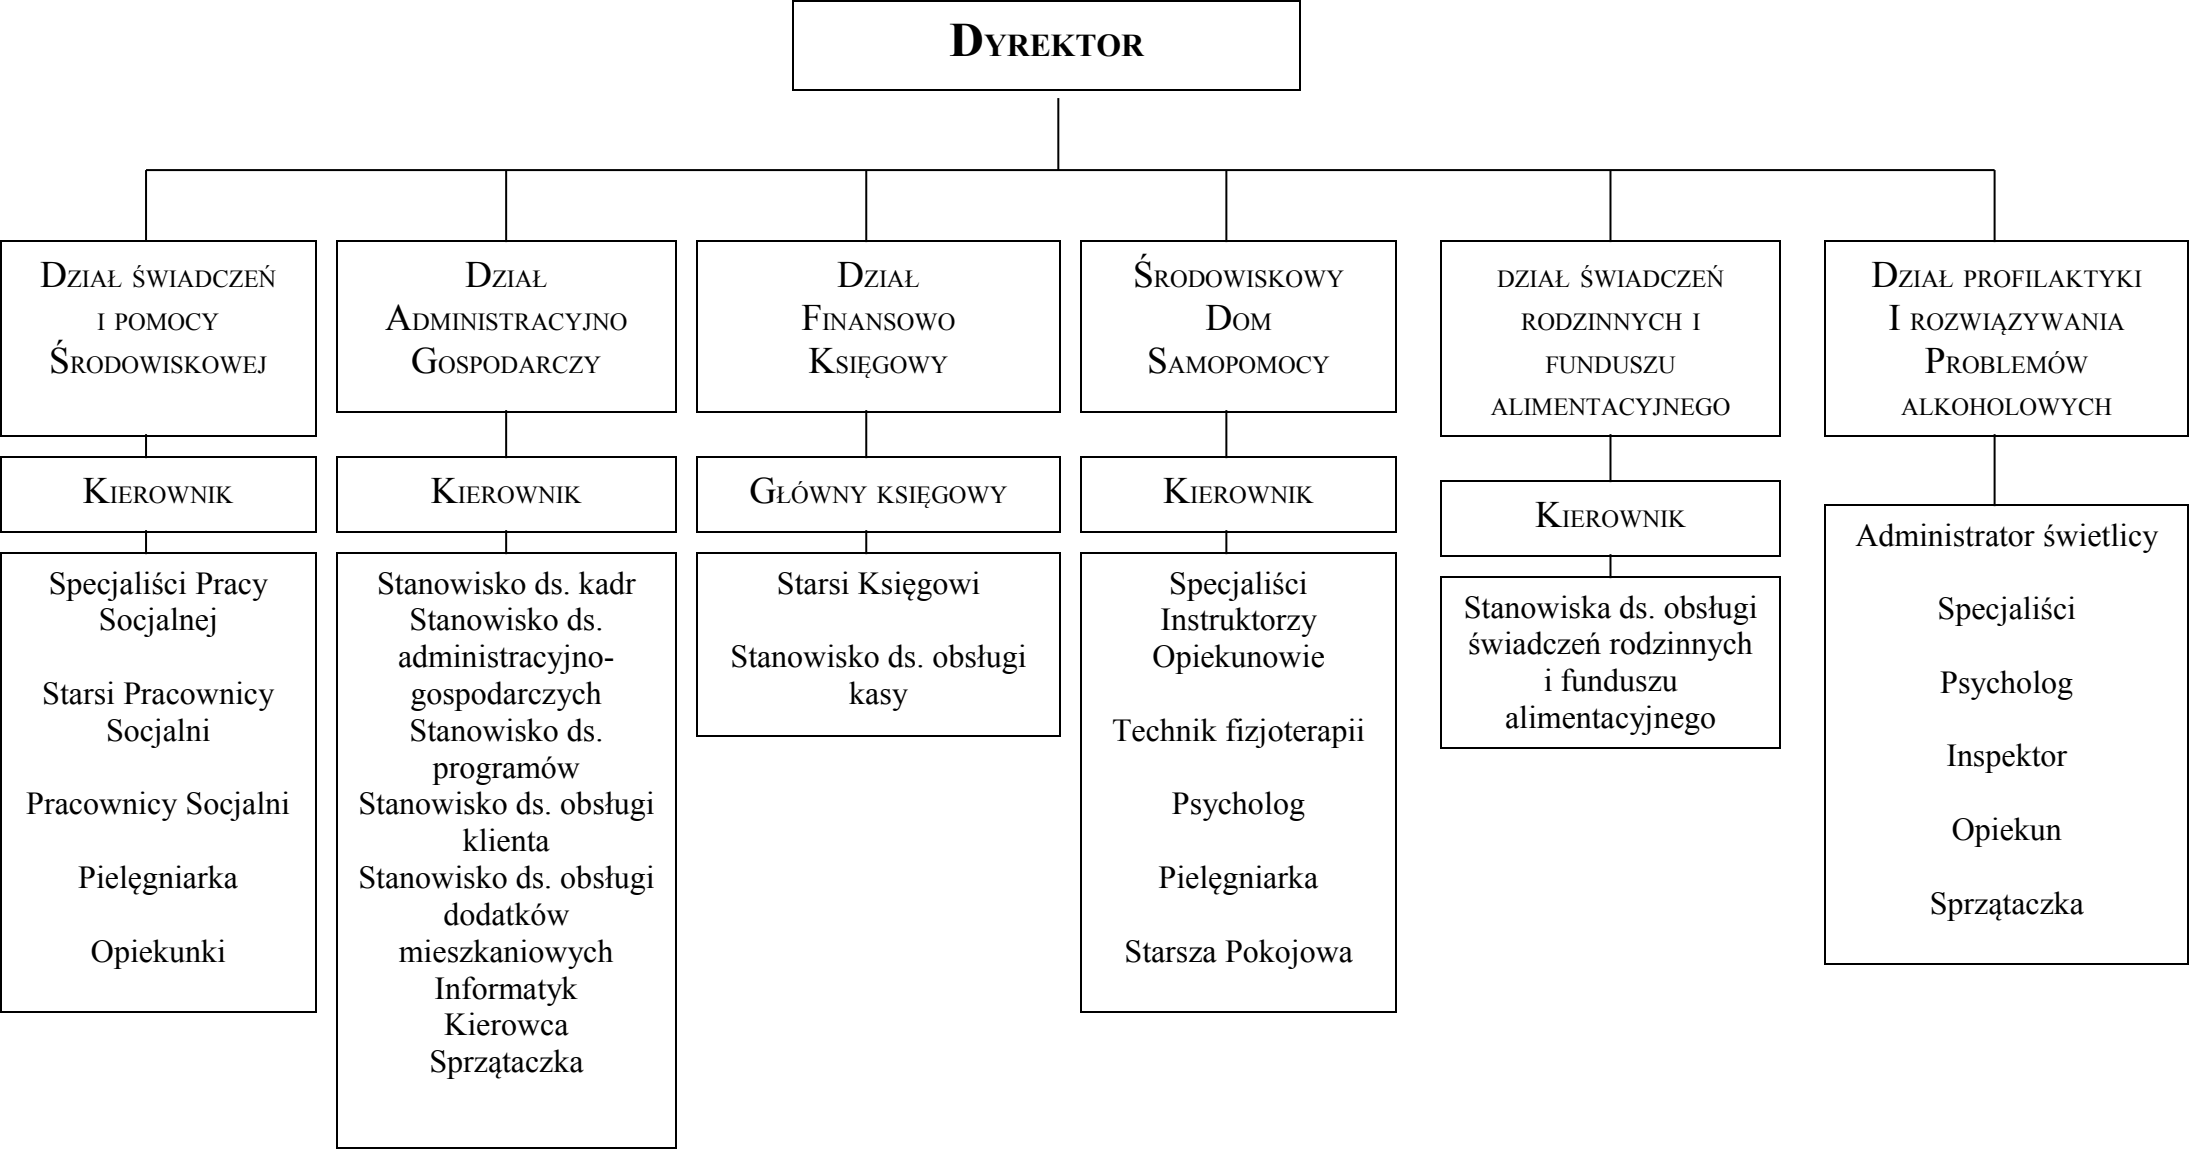 DYREKTOR
DZIAŁ ŚWIADCZEŃ
I POMOCY
ŚRODOWISKOWEJ
DZIAŁ
ADMINISTRACYJNO
GOSPODARCZY
DZIAŁ
FINANSOWO
KSIĘGOWY
ŚRODOWISKOWY
DOM
SAMOPOMOCY
DZIAŁ ŚWIADCZEŃ
RODZINNYCH I
FUNDUSZU
ALIMENTACYJNEGO
DZIAŁ PROFILAKTYKI
I ROZWIĄZYWANIA
PROBLEMÓW
ALKOHOLOWYCH
KIEROWNIK
KIEROWNIK
GŁÓWNY KSIĘGOWY
KIEROWNIK
KIEROWNIK
Specjaliści Pracy
Socjalnej
Starsi Pracownicy
Socjalni
Pracownicy Socjalni
Pielęgniarka
Opiekunki
Stanowisko ds. kadr
Stanowisko ds.
administracyjno-
gospodarczych
Stanowisko ds.
programów
Stanowisko ds. obsługi
klienta
Stanowisko ds. obsługi
dodatków
mieszkaniowych
Informatyk
Kierowca
Sprzątaczka
Starsi Księgowi
Stanowisko ds. obsługi
kasy
Specjaliści
Instruktorzy
Opiekunowie
Technik fizjoterapii
Psycholog
Pielęgniarka
Starsza Pokojowa
Stanowiska ds. obsługi
świadczeń rodzinnych
i funduszu
alimentacyjnego
Administrator świetlicy
Specjaliści
Psycholog
Inspektor
Opiekun
Sprzątaczka